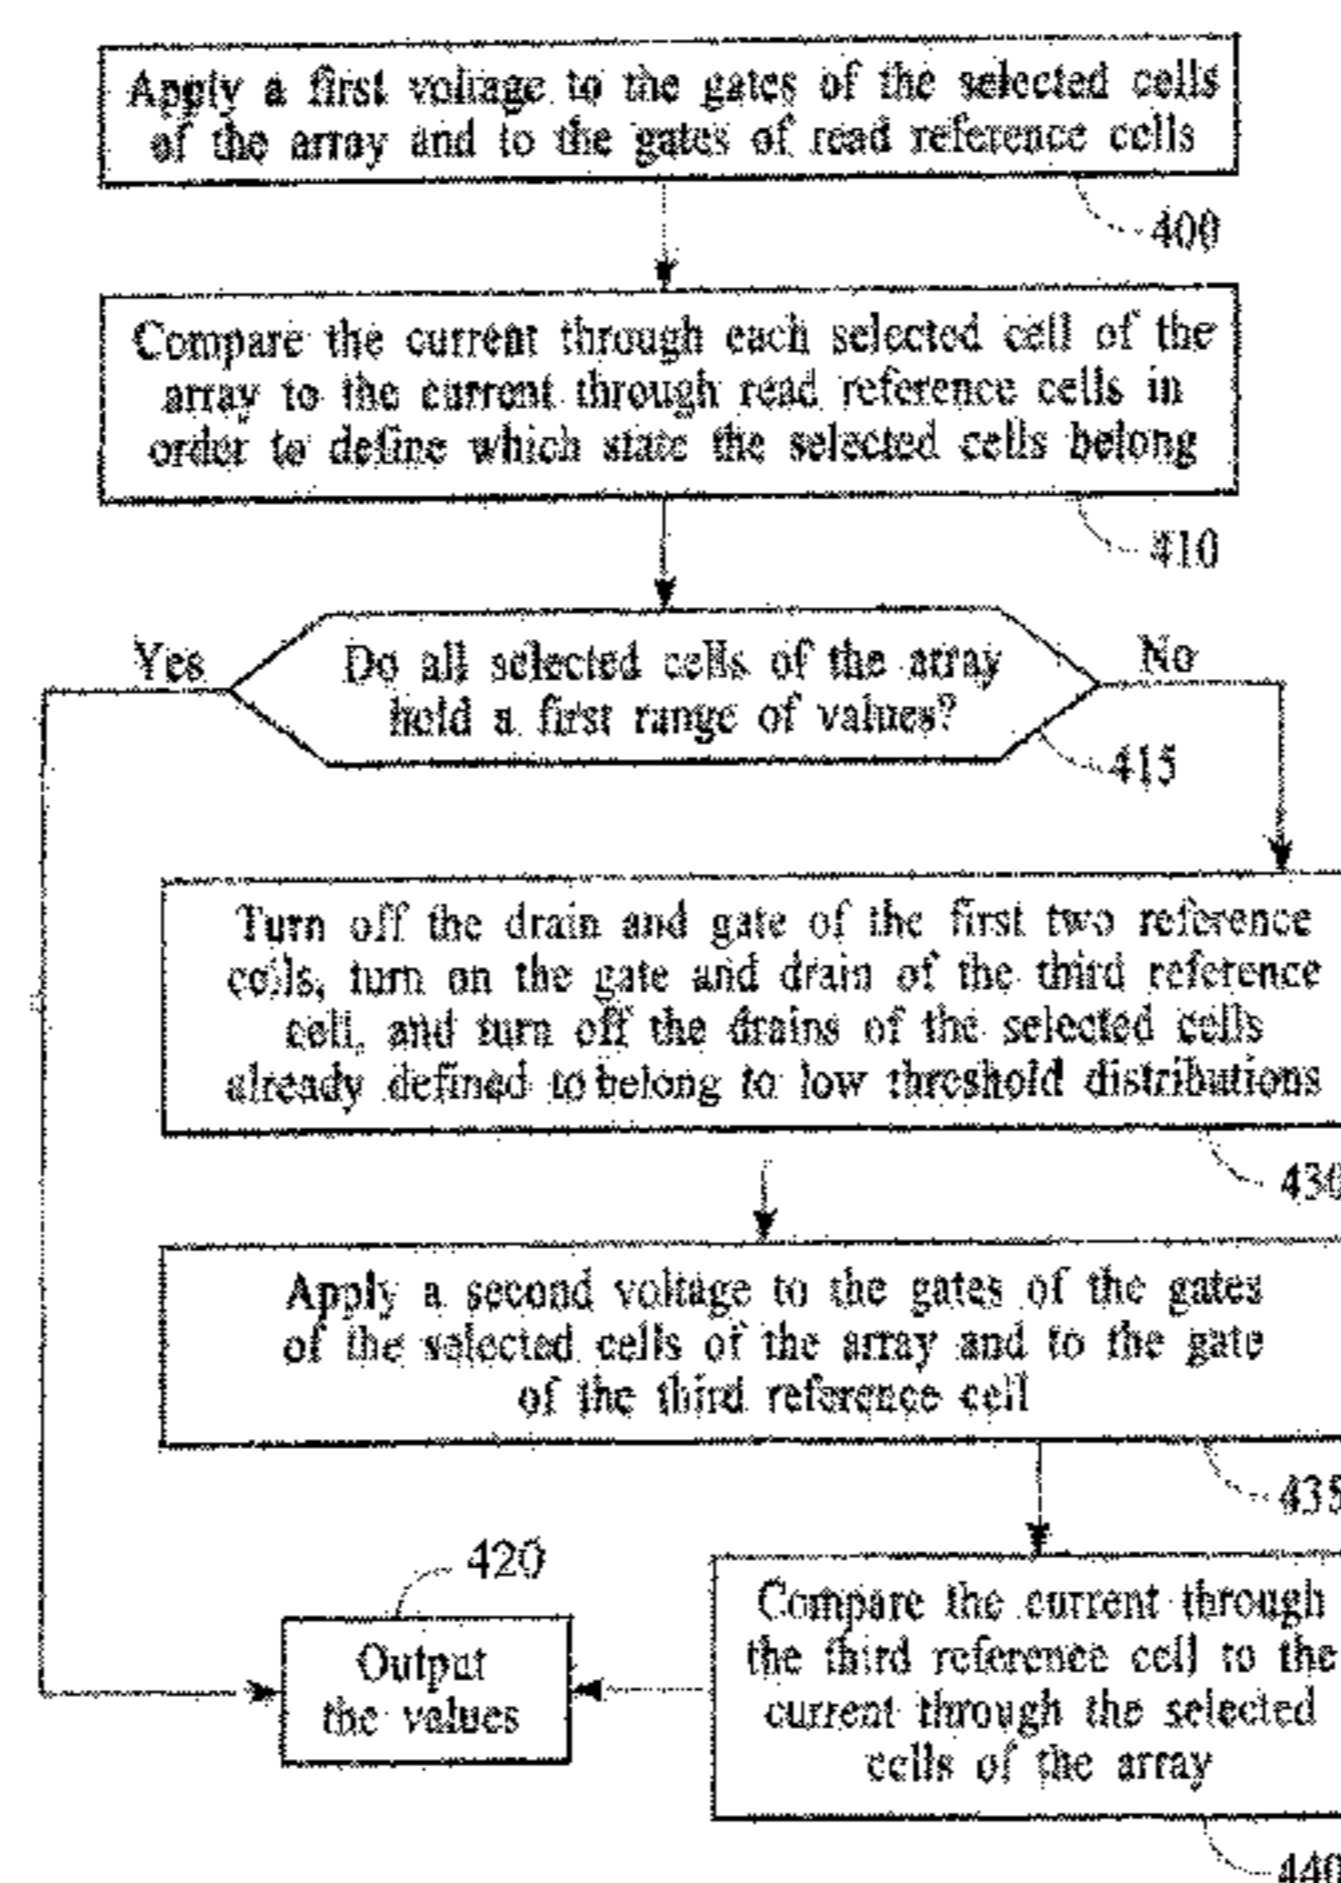 Apply a first voltage to the gates of the selected cells
of the array and to the gates of read reference cells
400
Compare the current through each selected cell of the
array to the current through read reference cells in
order to define which state the selected cells belong
410
Yes
Do all selected cells of the array
hold a first range of values?
No
415
Turn off the drain and gate of the first two reference
cells, turn on the gate and drain of the third reference
cell, and turn off the drains of the selected cells
already defined to belong to low threshold distributions
430
Apply a second voltage to the gates of the gates
of the selected cells of the array and to the gate
of the third reference cell
435
420
Output
the values
Compare the current through
the third reference cell to the
current through the selected
cells of the array
440